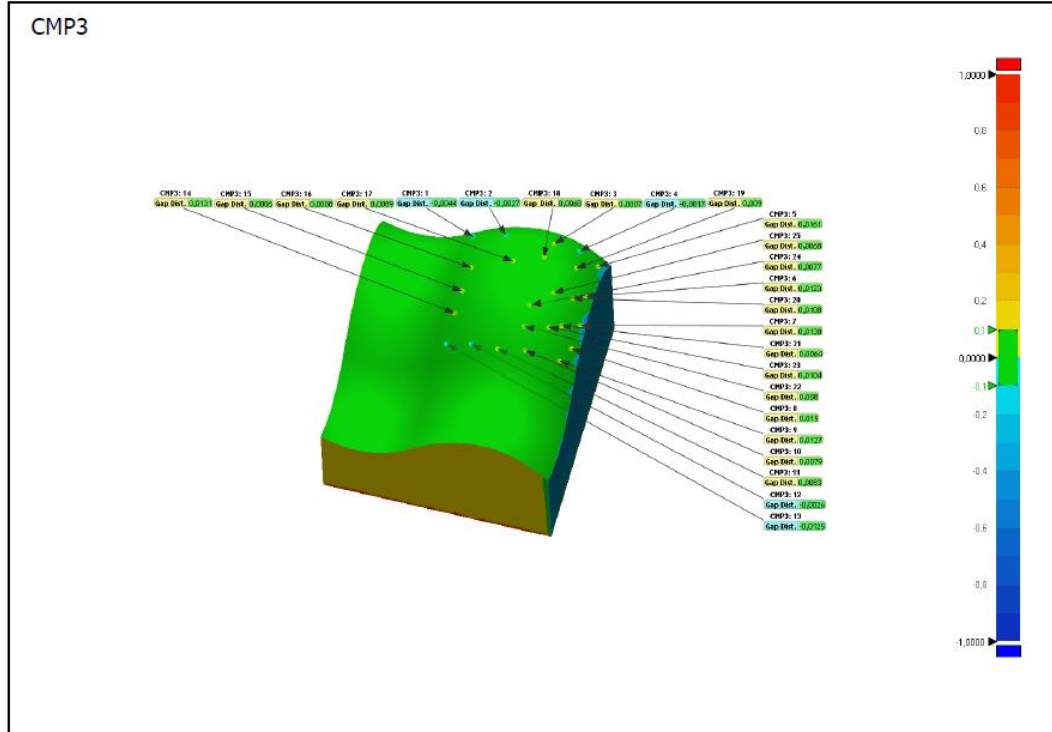 CMP3
CMP3: 14
Gap Dist. 0,0131
CMP3: 15
Gap Dist. 0,0086
CMP3: 16
Gap Dist. 0,0088
CMP3: 17
Gap Dist. 0,0089
CMP3: 1
Gap Dist. -0,0044
CMP3: 2
Gap Dist. -0,0027
CMP3: 18
Gap Dist. 0,0068
CMP3: 3
Gap Dist. 0,0007
CMP3: 4
Gap Dist. -0,0017
CMP3: 19
Gap Dist. 0,009
CMP3: 5
Gap Dist. 0,0161
CMP3: 25
Gap Dist. 0,0068
CMP3: 24
Gap Dist. 0,0077
CMP3: 6
Gap Dist. 0,0123
CMP3: 20
Gap Dist. 0,0108
CMP3: 7
Gap Dist. 0,0138
CMP3: 21
Gap Dist. 0,0064
CMP3: 23
Gap Dist. 0,0104
CMP3: 22
Gap Dist. 0,008
CMP3: 8
Gap Dist. 0,015
CMP3: 9
Gap Dist. 0,0127
CMP3: 10
Gap Dist. 0,0079
CMP3: 11
Gap Dist. 0,0083
CMP3: 12
Gap Dist. -0,0026
CMP3: 13
Gap Dist. -0,0125
1,0000
0,8
0,6
0,4
0,2
0,1
0,0000
-0,1
-0,2
-0,4
-0,6
-0,8
-1,0000